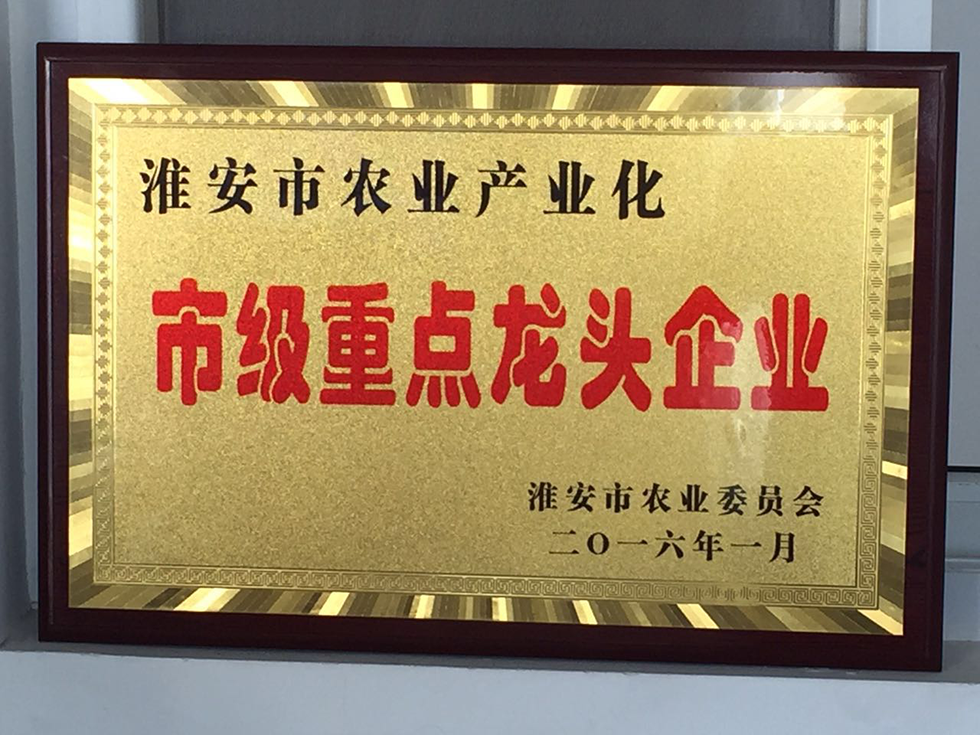 淮安市农业产业化
市级重点龙头企业
淮安市农业委员会
二〇一六年一月